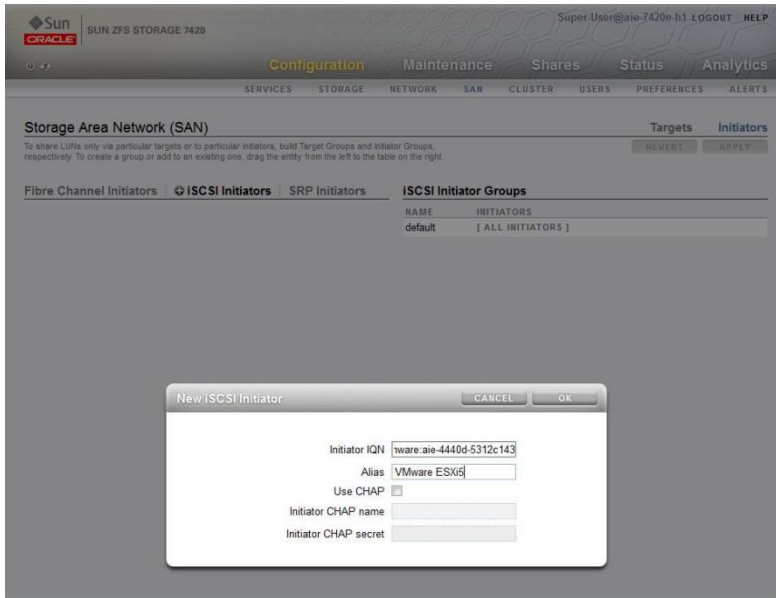 Sun
ORACLE
SUN ZFS STORAGE 7420
Super-User@aie-7420e-h1 LOGOUT HELP
Configuration Maintenance Shares Status Analytics
SERVICES STORAGE NETWORK SAN CLUSTER USERS PREFERENCES ALERTS
Storage Area Network (SAN) Targets Initiators
To share LUNs only via particular targets or to particular initiators, build Target Groups and Initiator Groups,
respectively. To create a group or add to an existing one, drag the entity from the left to the table on the right.
REVERT APPLY
Fibre Channel Initiators iSCSI Initiators SRP Initiators iSCSI Initiator Groups
NAME INITIATORS
default [ ALL INITIATORS ]
New iSCSI Initiator CANCEL OK
Initiator IQN ware:aie-4440d-5312c143
Alias VMware ESXi5
Use CHAP
Initiator CHAP name
Initiator CHAP secret